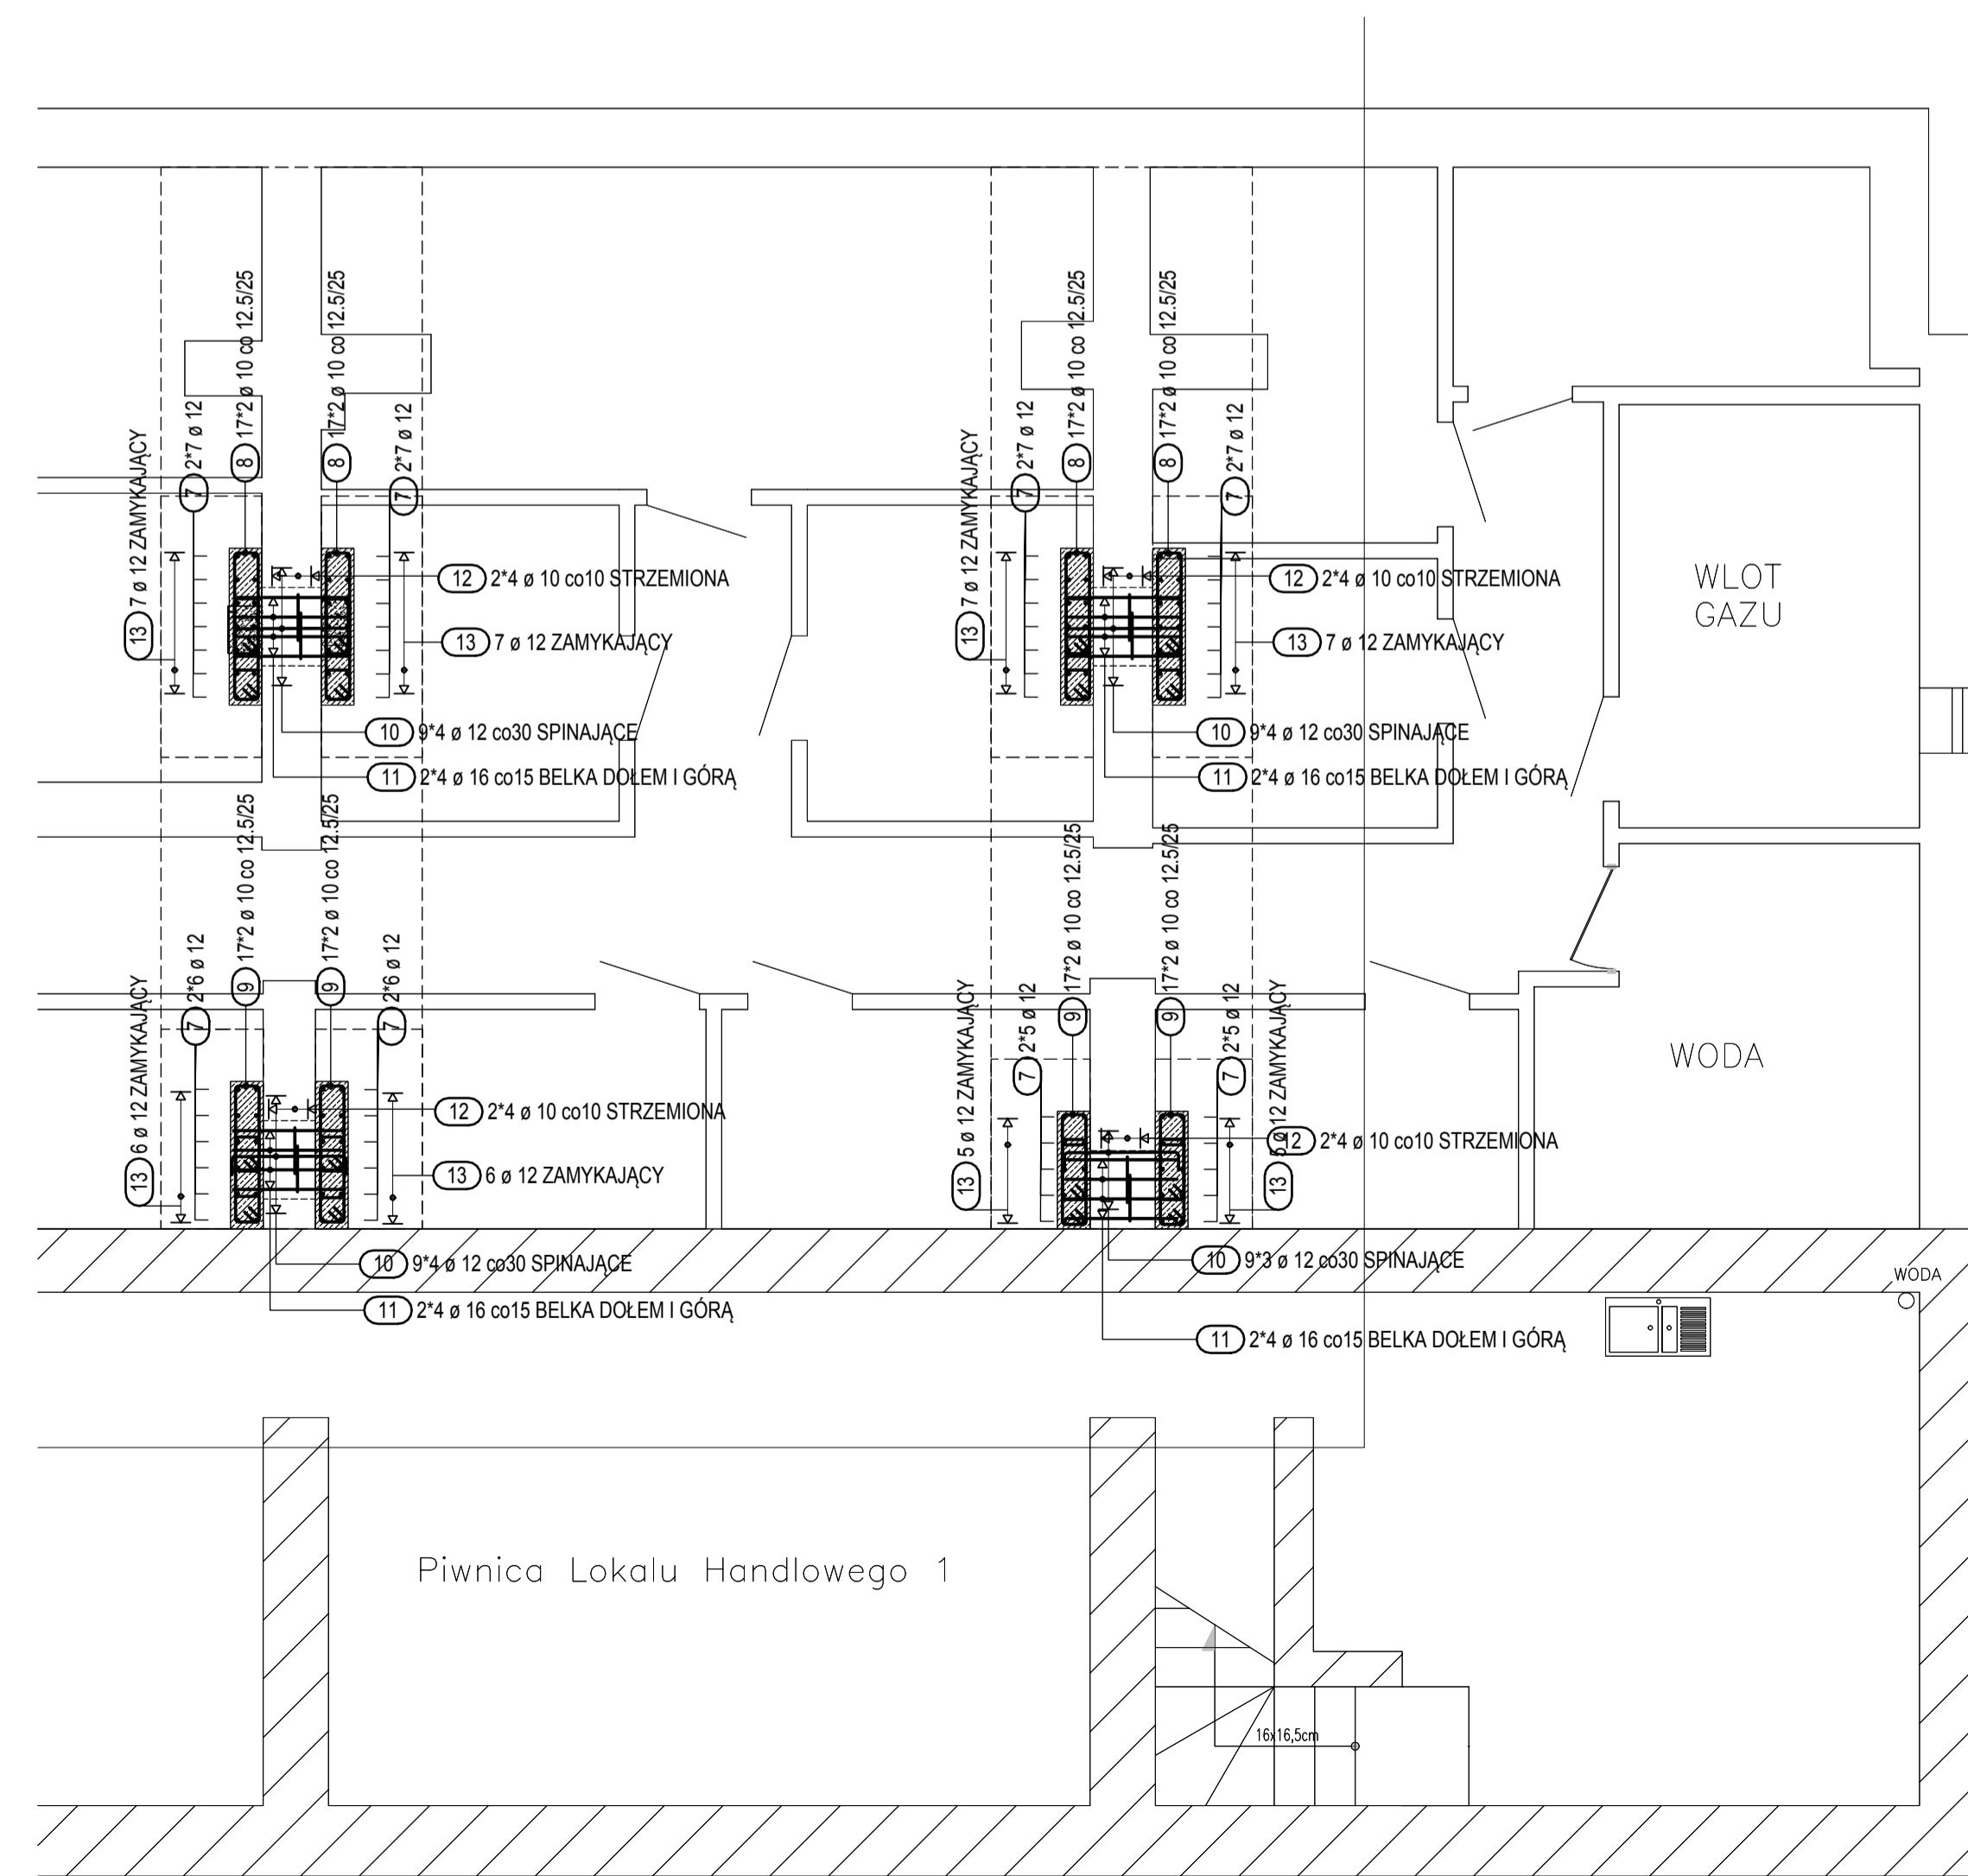 17*2 ø 10 co 12.5/25
17*2 ø 10 co 12.5/25
17*2 ø 10 co 12.5/25
17*2 ø 10 co 12.5/25
8
8
8
8
2*7 ø 12
2*7 ø 12
2*7 ø 12
2*7 ø 12
7
7
7
7
13 7 ø 12 ZAMYKAJĄCY
13 7 ø 12 ZAMYKAJĄCY
12 2*4 ø 10 co10 STRZEMIONA
12 2*4 ø 10 co10 STRZEMIONA
WLOT
GAZU
13 7 ø 12 ZAMYKAJĄCY
13 7 ø 12 ZAMYKAJĄCY
10 9*4 ø 12 co30 SPINAJĄCE
10 9*4 ø 12 co30 SPINAJĄCE
11 2*4 ø 16 co15 BELKA DOŁEM I GÓRĄ
11 2*4 ø 16 co15 BELKA DOŁEM I GÓRĄ
17*2 ø 10 co 12.5/25
17*2 ø 10 co 12.5/25
17*2 ø 10 co 12.5/25
17*2 ø 10 co 12.5/25
9
9
9
9
2*6 ø 12
2*6 ø 12
2*5 ø 12
2*5 ø 12
7
7
7
7
WODA
13 6 ø 12 ZAMYKAJĄCY
13 5 ø 12 ZAMYKAJĄCY
13 5 ø 12 ZAMYKAJĄCY
12 2*4 ø 10 co10 STRZEMIONA
12 2*4 ø 10 co10 STRZEMIONA
13 6 ø 12 ZAMYKAJĄCY
10 9*4 ø 12 co30 SPINAJĄCE
10 9*3 ø 12 co30 SPINAJĄCE
WODA
11 2*4 ø 16 co15 BELKA DOŁEM I GÓRĄ
11 2*4 ø 16 co15 BELKA DOŁEM I GÓRĄ
Piwnica Lokalu Handlowego 1
16x16,5cm